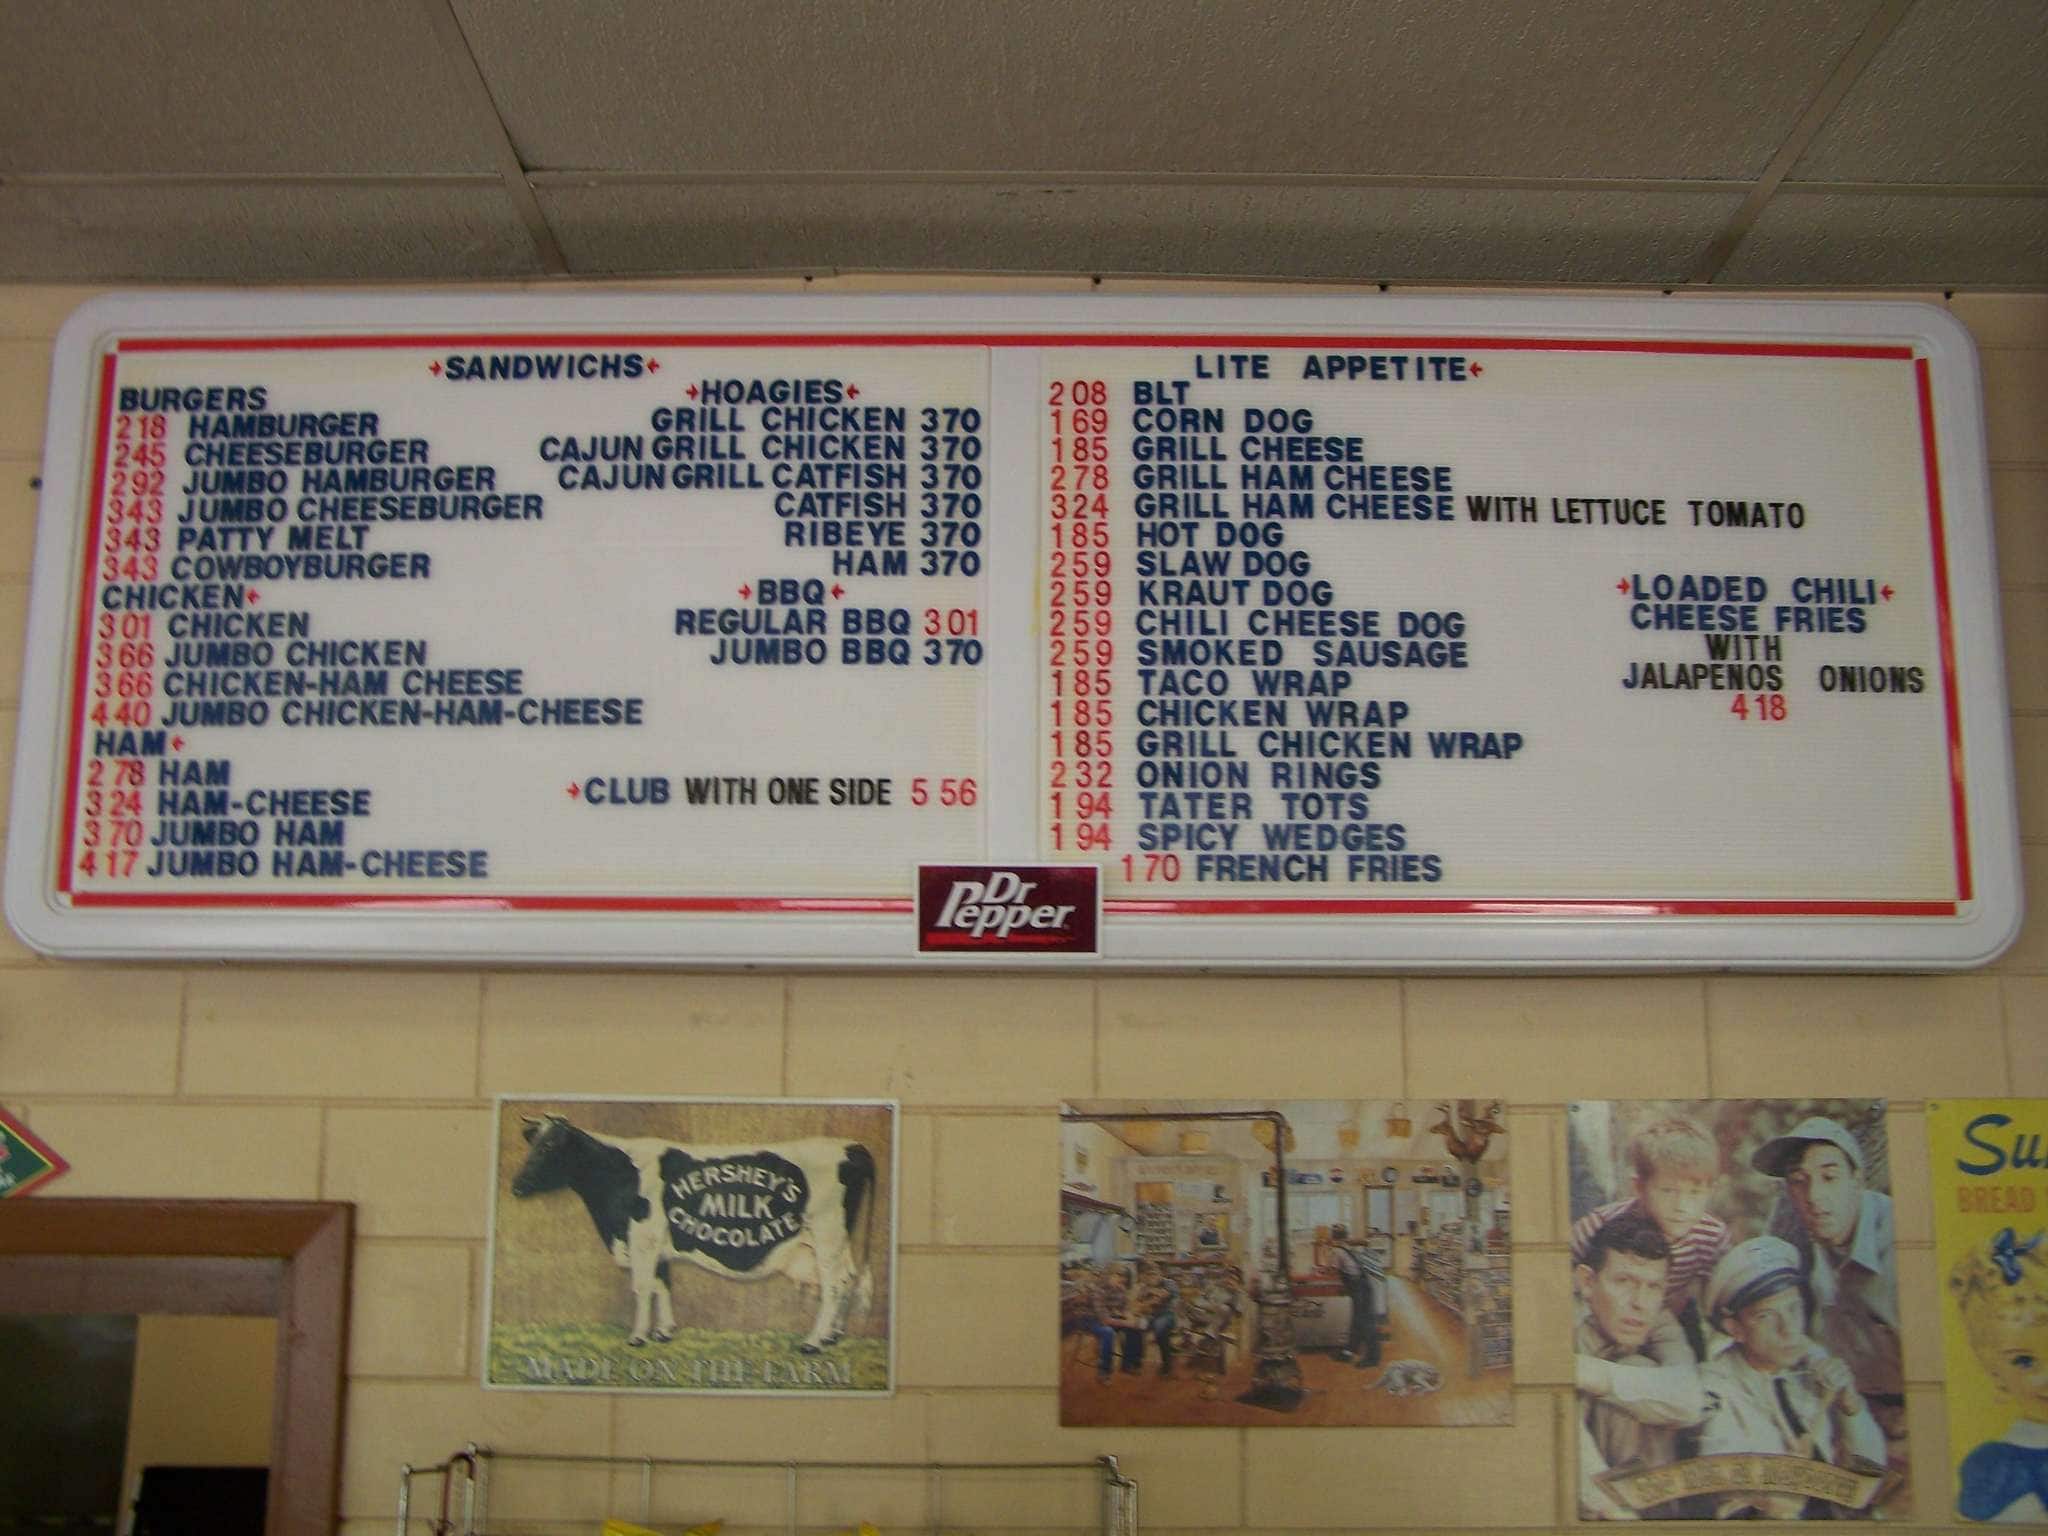 SANDWICHS
BURGERS
218 HAMBURGER
245 CHEESEBURGER
292 JUMBO HAMBURGER
343 JUMBO CHEESEBURGER
343 PATTY MELT
343 COWBOYBURGER
CHICKEN
301 CHICKEN
366 JUMBO CHICKEN
366 CHICKEN-HAM CHEESE
440 JUMBO CHICKEN-HAM-CHEESE
HAM
278 HAM
324 HAM-CHEESE
370 JUMBO HAM
417 JUMBO HAM-CHEESE
HOAGIES
GRILL CHICKEN 370
CAJUN GRILL CHICKEN 370
CAJUN GRILL CATFISH 370
CATFISH 370
RIBEYE 370
HAM 370
BBQ
REGULAR BBQ 301
JUMBO BBQ 370
CLUB WITH ONE SIDE 5 56
LITE APPETITE
208 BLT
169 CORN DOG
185 GRILL CHEESE
278 GRILL HAM CHEESE
324 GRILL HAM CHEESE WITH LETTUCE TOMATO
185 HOT DOG
259 SLAW DOG
259 KRAUT DOG
259 CHILI CHEESE DOG
259 SMOKED SAUSAGE
185 TACO WRAP
185 CHICKEN WRAP
185 GRILL CHICKEN WRAP
232 ONION RINGS
194 TATER TOTS
194 SPICY WEDGES
170 FRENCH FRIES
LOADED CHILI
CHEESE FRIES
WITH
JALAPENOS ONIONS
418
Dr
Pepper
HERSHEY'S
MILK
CHOCOLATE
MADE ON THE FARM
BREAD